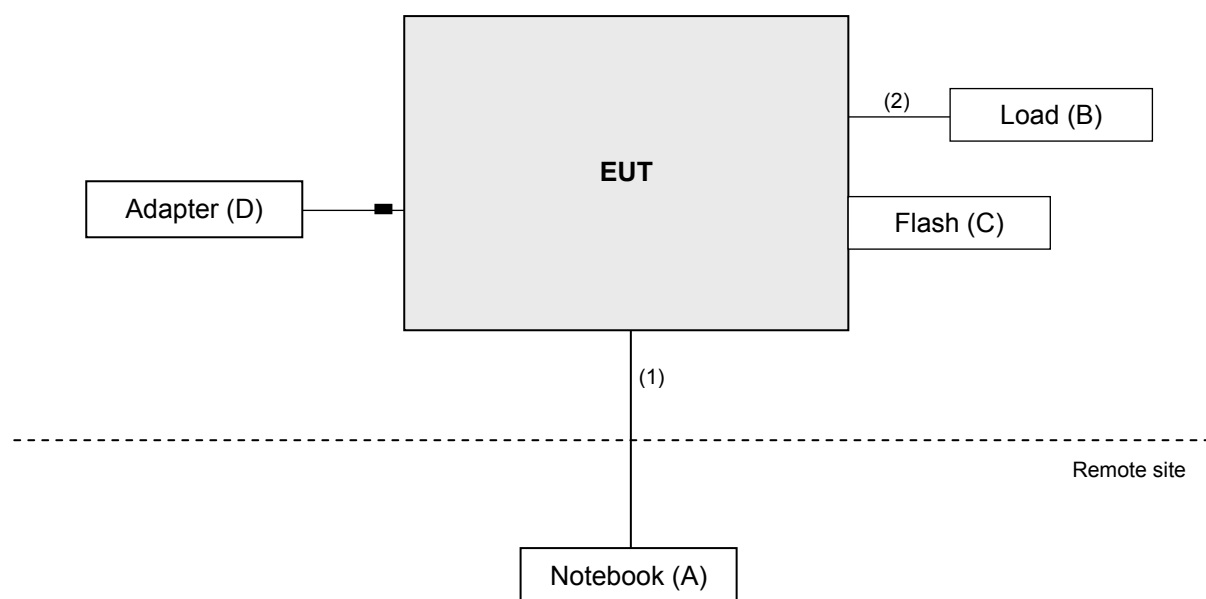 (2)
Load (B)
EUT
Adapter (D)
Flash (C)
(1)
Remote site
Notebook (A)